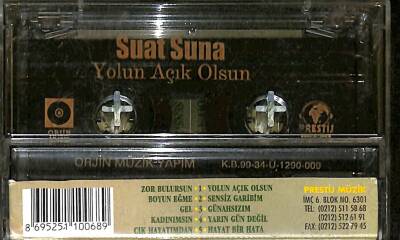 Suat Suna
Yolun Açık Olsun
ORJİN
PRESTİJ
ORJİN MÜZİK-YAPIM K.B.99-34-Ü-1290-000
ZOR BULURSUN • 1 • YOLUN AÇIK OLSUN
BOYUN EĞME • 2 • SENSİZ GARİBİM
GEL • 3 • GÜNAHSIZIM
KADINIMSIN • 4 • YARIN GÜN DEĞİL
ÇIK HAYATIMDAN • 5 • HAYAT BİR HATA
PRESTİJ MÜZİK
İMÇ 6. BLOK NO. 6301
TEL: (0212) 511 58 68
(0212) 512 61 91
FAX: (0212) 522 79 45
8 695251 100689